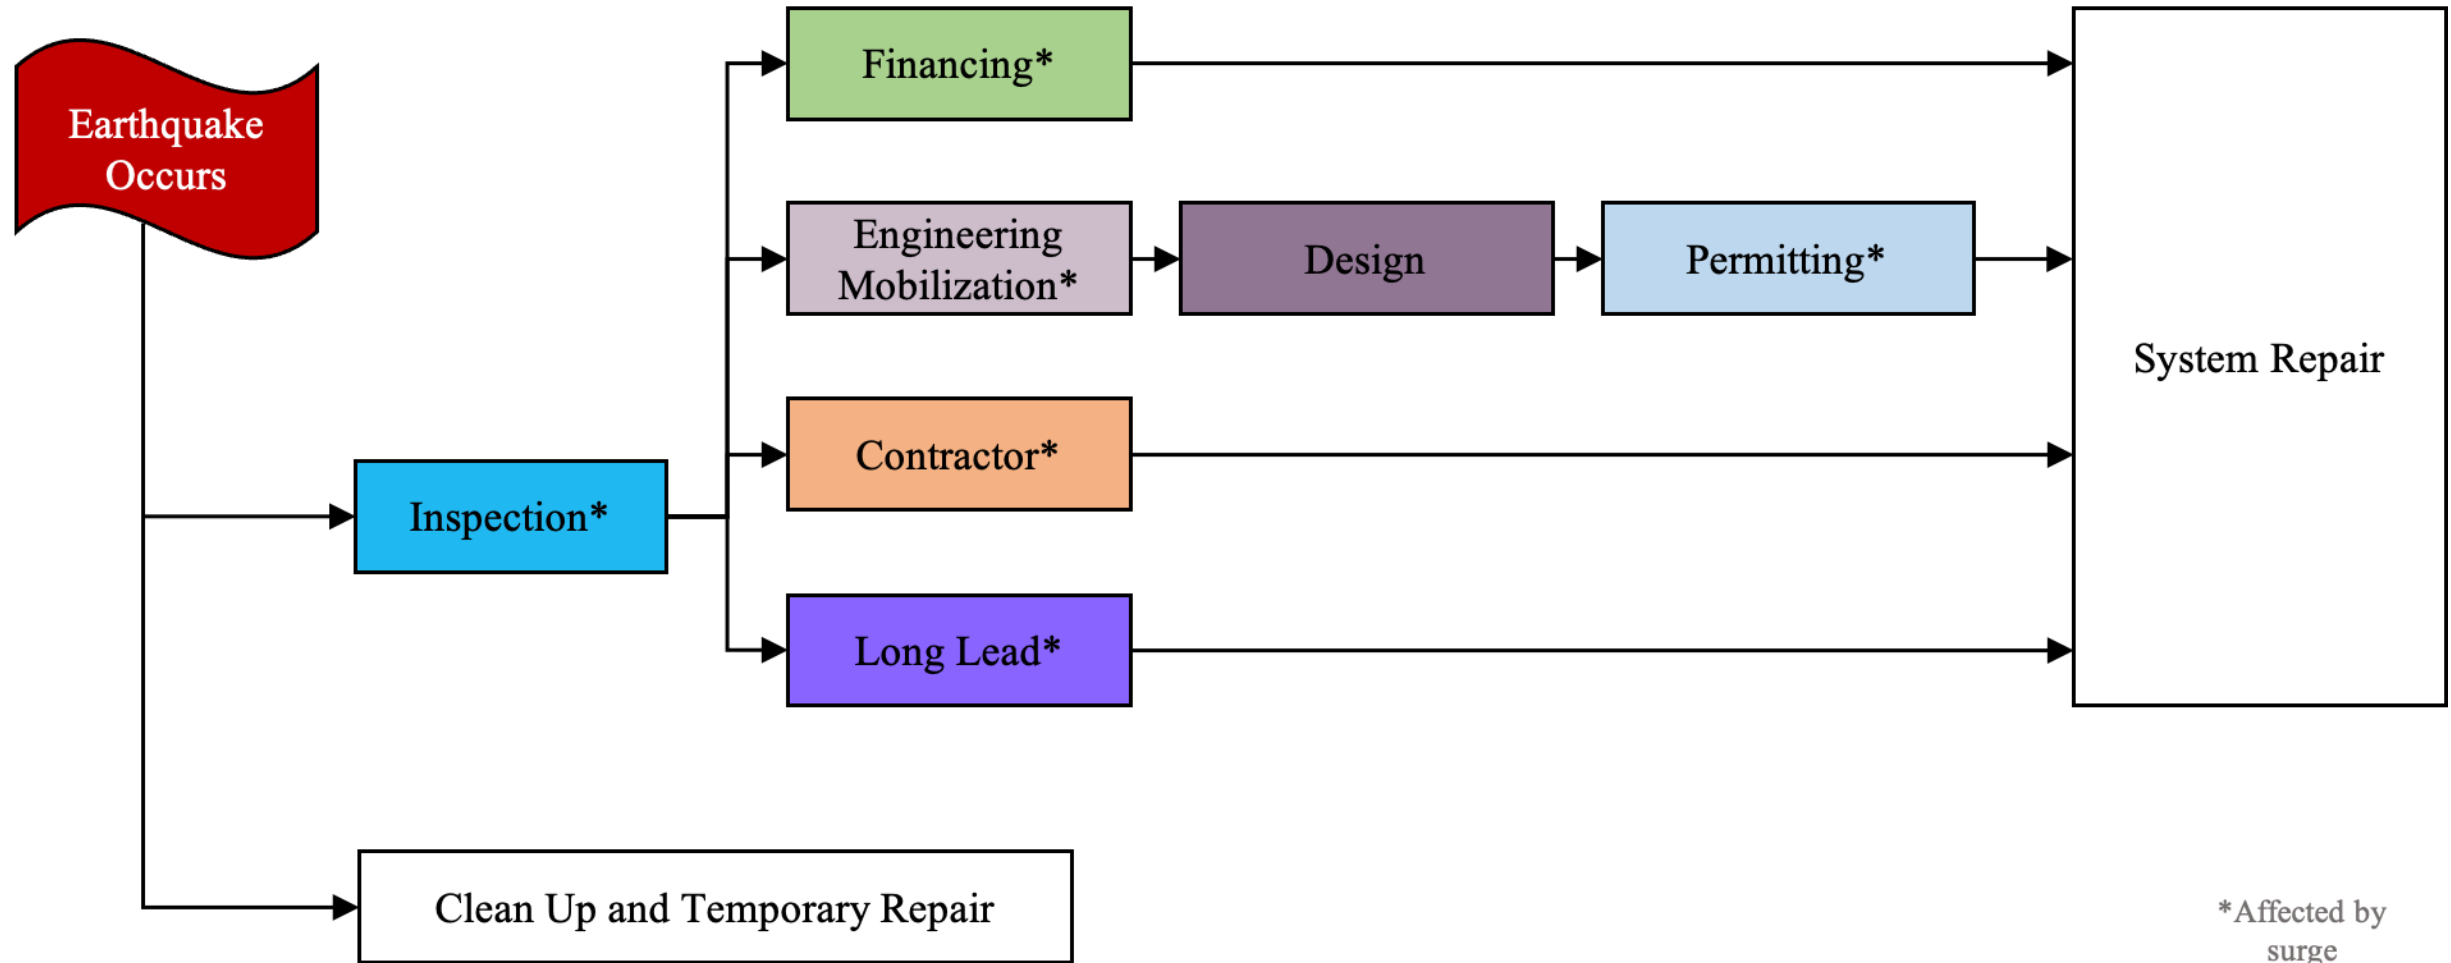 Earthquake
Occurs
Financing*
Engineering
Mobilization*
Design
Permitting*
System Repair
Contractor*
Inspection*
Long Lead*
Clean Up and Temporary Repair
*Affected by
surge